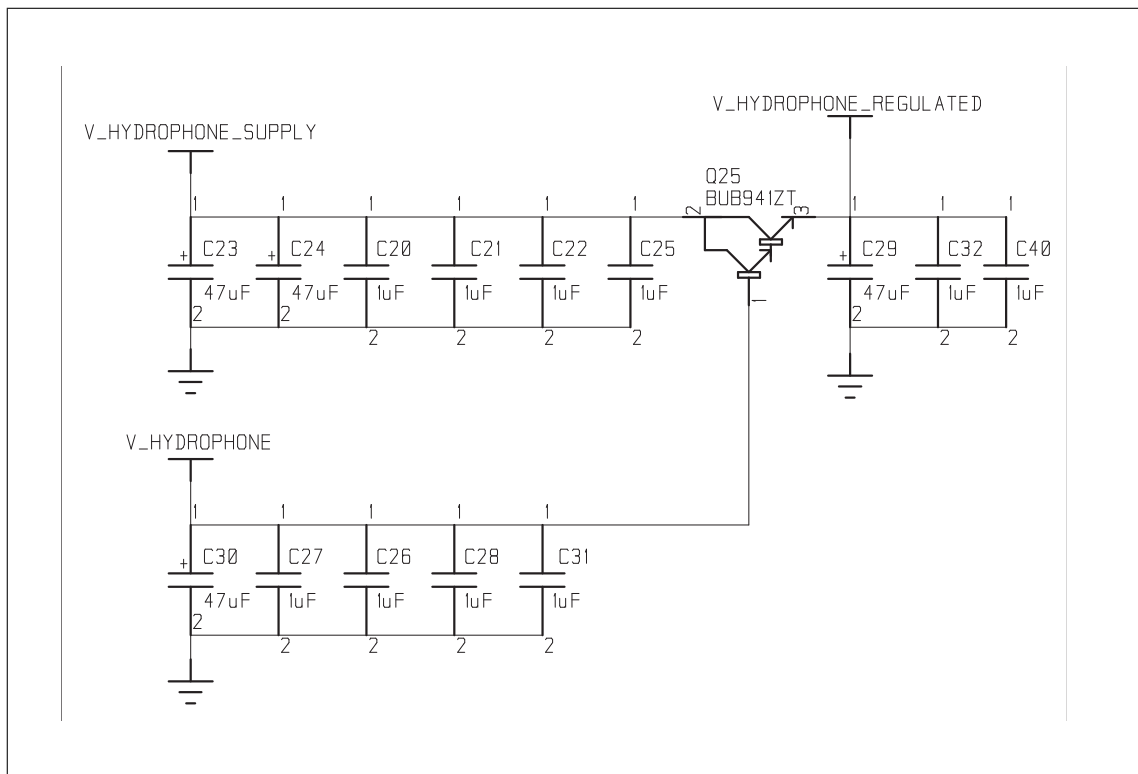 V_HYDROPHONE_REGULATED
V_HYDROPHONE_SUPPLY
Q25
BUB941ZT
1 1 1 1 1 1 2 3 1 1 1
+ C23 + C24 C20 C21 C22 C25 + C29 C32 C40
47uF 47uF 1uF 1uF 1uF 1uF 1 47uF 1uF 1uF
2 2 2 2 2 2 2 2 2
V_HYDROPHONE
1 1 1 1 1
+ C30 C27 C26 C28 C31
47uF 1uF 1uF 1uF 1uF
2 2 2 2 2